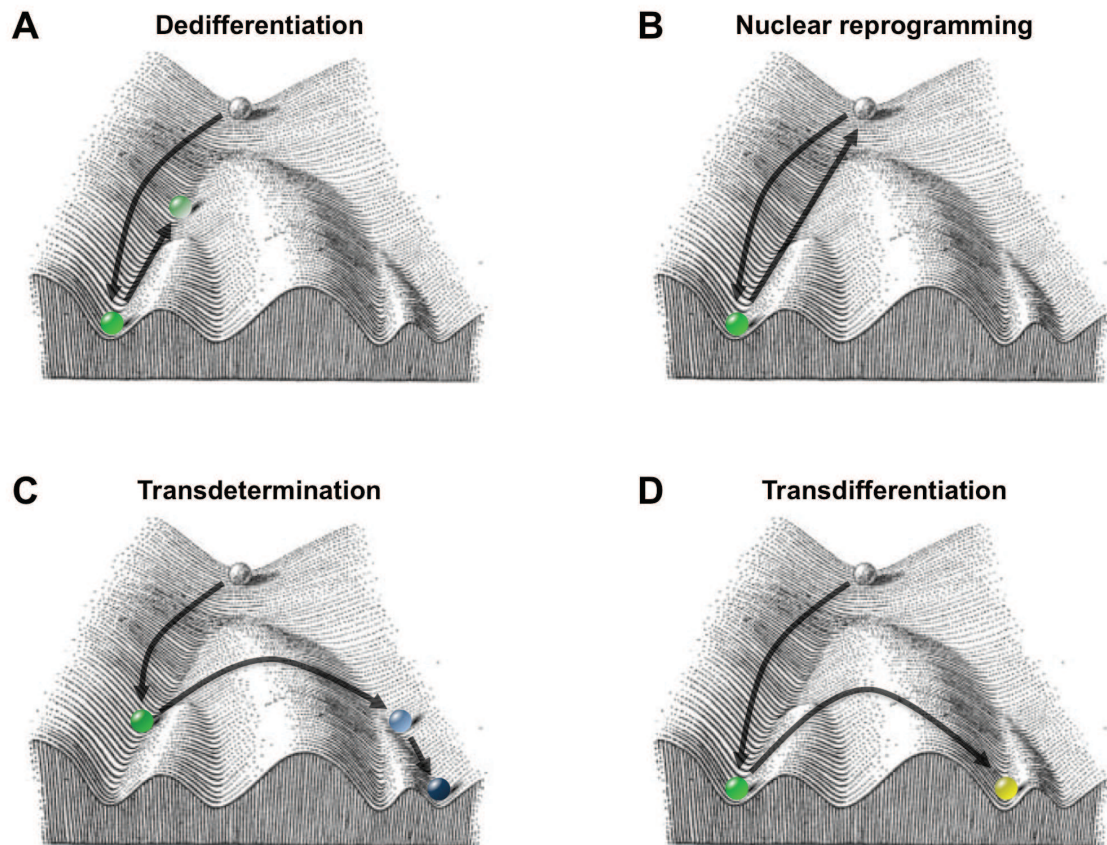 A Dedifferentiation
B Nuclear reprogramming
C Transdetermination
D Transdifferentiation